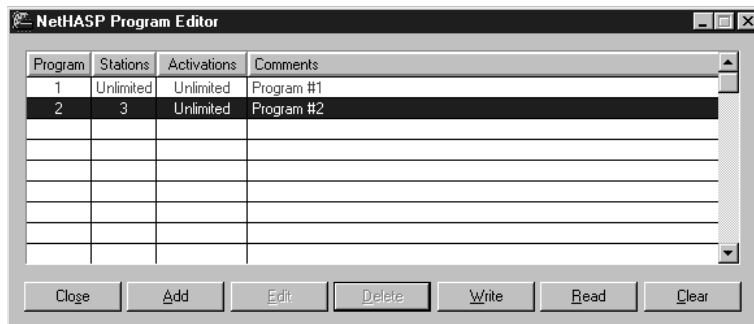 NetHASP Program Editor
Program Stations Activations Comments
1 Unlimited Unlimited Program #1
2 3 Unlimited Program #2
Close Add Edit Delete Write Read Clear